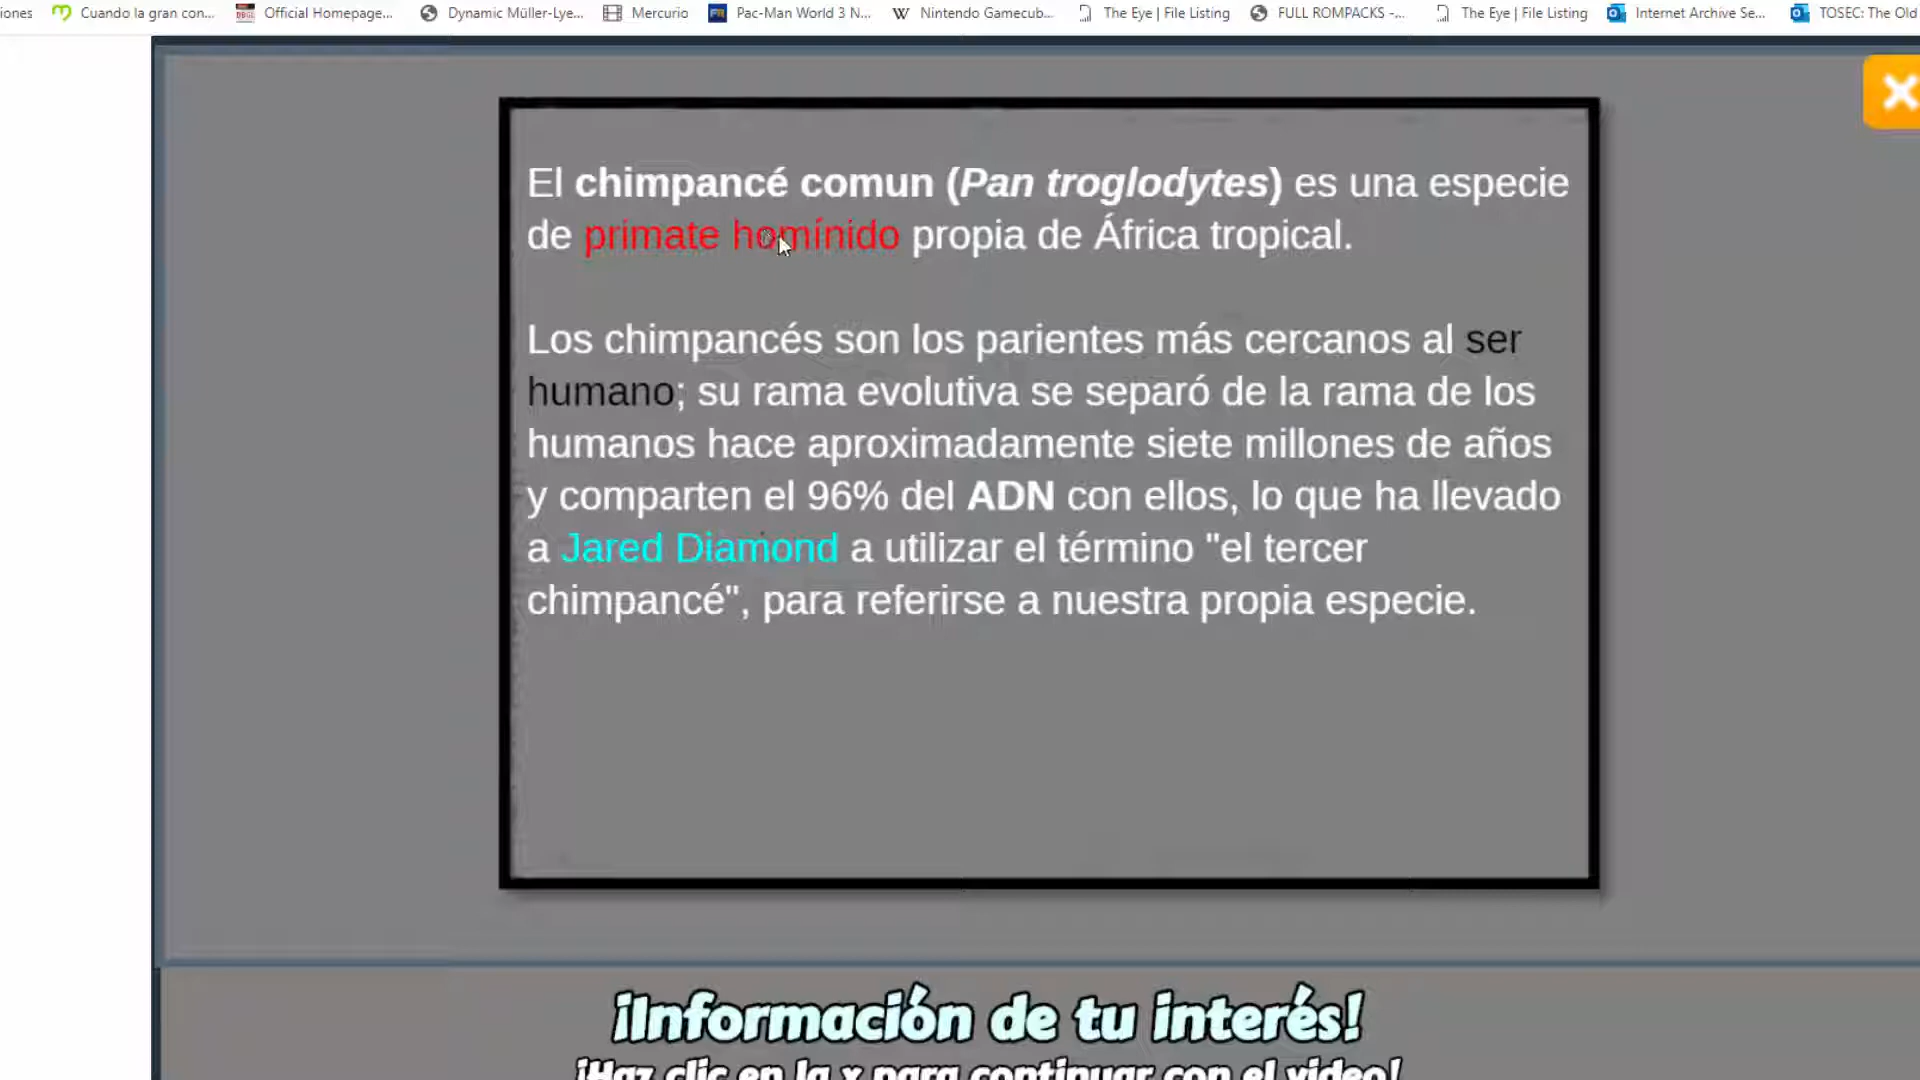 iones Cuando la gran con... Official Homepage... Dynamic Müller-Lye... Mercurio Pac-Man World 3 N... Nintendo Gamecub... The Eye | File Listing FULL ROMPACKS -... The Eye | File Listing Internet Archive Se... TOSEC: The Old
El chimpancé comun (Pan troglodytes) es una especie
de primate homínido propia de África tropical.
Los chimpancés son los parientes más cercanos al ser
humano; su rama evolutiva se separó de la rama de los
humanos hace aproximadamente siete millones de años
y comparten el 96% del ADN con ellos, lo que ha llevado
a Jared Diamond a utilizar el término "el tercer
chimpancé", para referirse a nuestra propia especie.
¡Información de tu interés!
¡Haz clic en la x para continuar con el video!